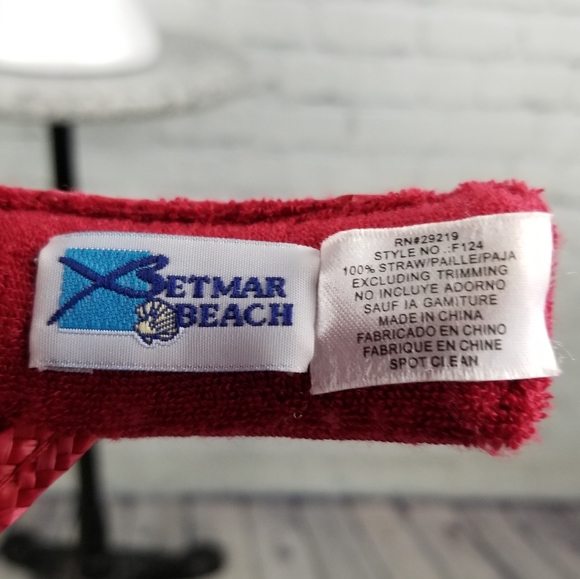 BETMAR
BEACH
RN#29219
STYLE NO :F124
100% STRAW/PAILLE/PAJA
EXCLUDING TRIMMING
NO INCLUYE ADORNO
SAUF lA GAMITURE
MADE IN CHINA
FABRICADO EN CHINO
FABRIQUE EN CHINE
SPOT CLEAN